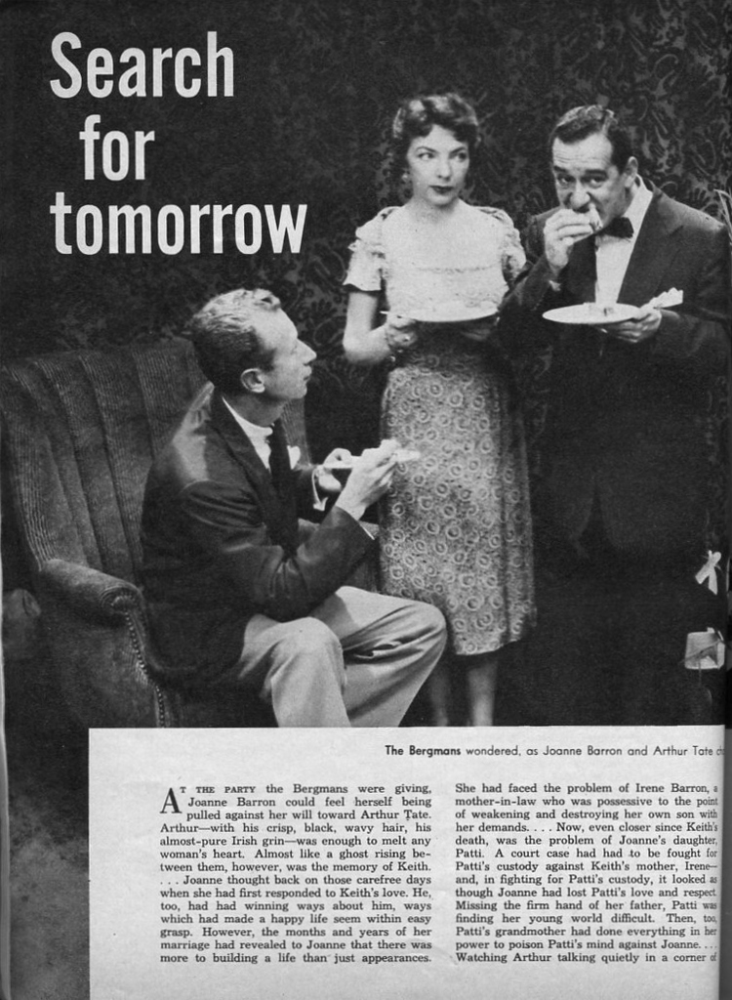 Search
for
tomorrow
The Bergmans wondered, as Joanne Barron and Arthur Tate
AT THE PARTY the Bergmans were giving,
Joanne Barron could feel herself being
pulled against her will toward Arthur Tate.
Arthur—with his crisp, black, wavy hair, his
almost-pure Irish grin—was enough to melt any
woman's heart. Almost like a ghost rising be-
tween them, however, was the memory of Keith.
. . . Joanne thought back on those carefree days
when she had first responded to Keith's love. He,
too, had had winning ways about him, ways
which had made a happy life seem within easy
grasp. However, the months and years of her
marriage had revealed to Joanne that there was
more to building a life than just appearances.
She had faced the problem of Irene Barron, a
mother-in-law who was possessive to the point
of weakening and destroying her own son with
her demands. . . . Now, even closer since Keith's
death, was the problem of Joanne's daughter,
Patti. A court case had had to be fought for
Patti's custody against Keith's mother, Irene—
and, in fighting for Patti's custody, it looked as
though Joanne had lost Patti's love and respect.
Missing the firm hand of her father, Patti was
finding her young world difficult. Then, too,
Patti's grandmother had done everything in her
power to poison Patti's mind against Joanne. . . .
Watching Arthur talking quietly in a corner of